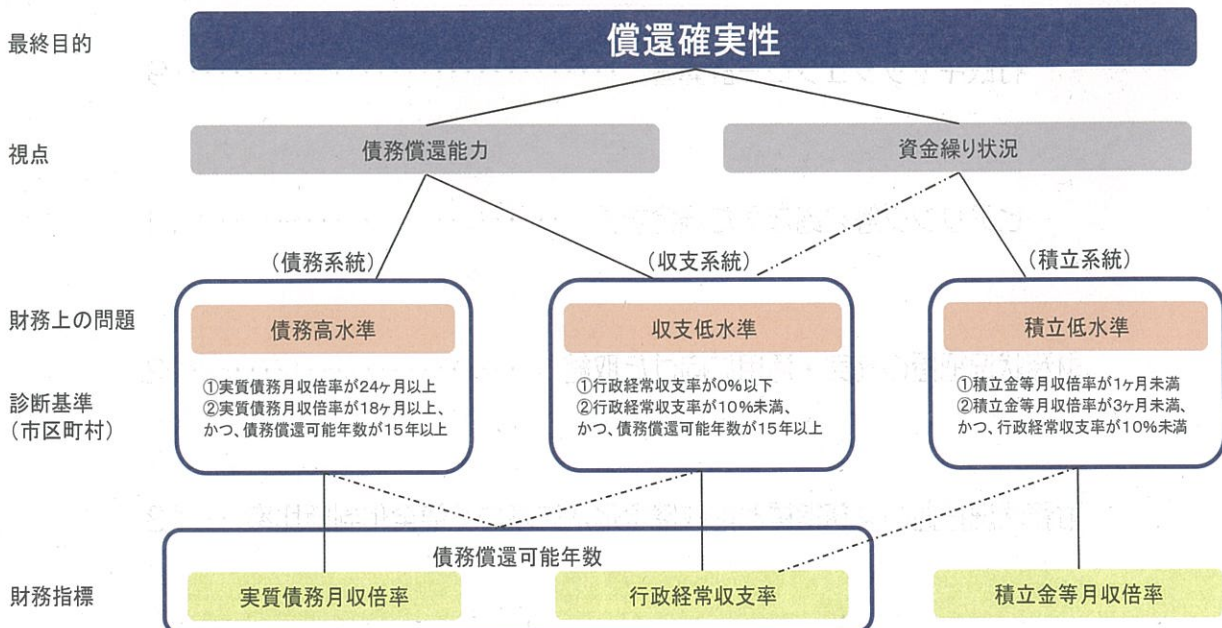 最終目的
償還確実性
視点
債務償還能力
資金繰り状況
(債務系統)
(収支系統)
(積立系統)
財務上の問題
債務高水準
収支低水準
積立低水準
診断基準
(市区町村)
①実質債務月収倍率が24ヶ月以上
②実質債務月収倍率が18ヶ月以上、
かつ、債務償還可能年数が15年以上
①行政経常収支率が0%以下
②行政経常収支率が10%未満、
かつ、債務償還可能年数が15年以上
①積立金等月収倍率が1ヶ月未満
②積立金等月収倍率が3ヶ月未満、
かつ、行政経常収支率が10%未満
債務償還可能年数
財務指標
実質債務月収倍率
行政経常収支率
積立金等月収倍率